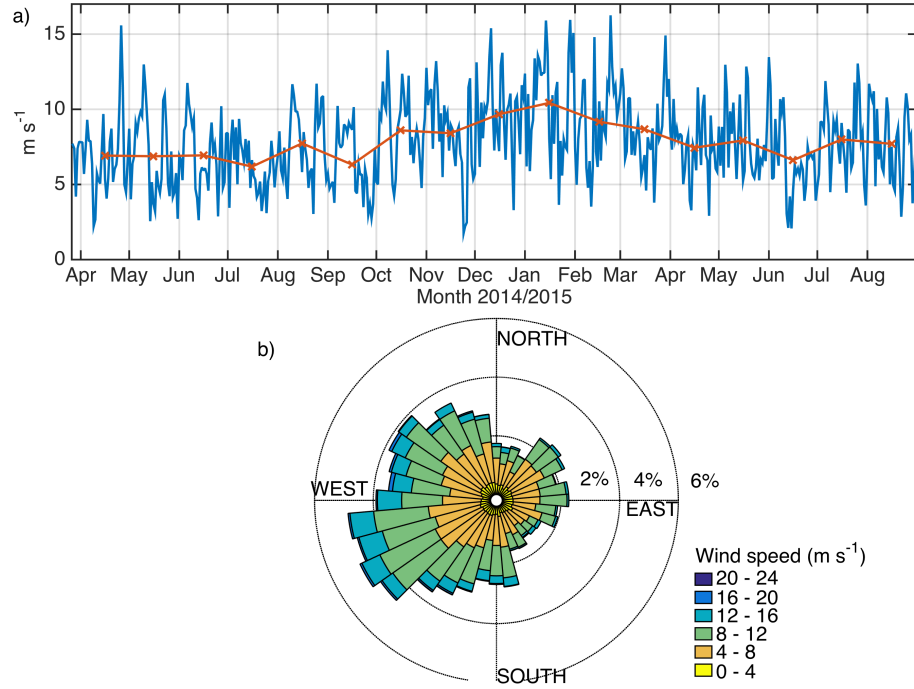 a)
15
10
5
0
m s⁻¹
Apr May Jun Jul Aug Sep Oct Nov Dec Jan Feb Mar Apr May Jun Jul Aug
Month 2014/2015
b)
NORTH
2% 4% 6%
WEST
EAST
SOUTH
Wind speed (m s⁻¹)
20 - 24
16 - 20
12 - 16
8 - 12
4 - 8
0 - 4